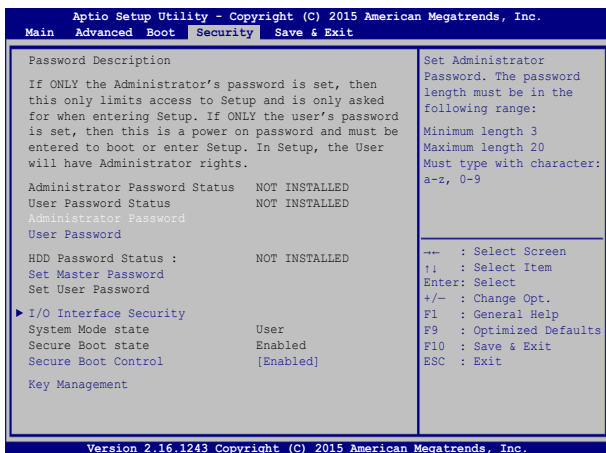 Aptio Setup Utility - Copyright (C) 2015 American Megatrends, Inc.
Main Advanced Boot Security Save & Exit
Password Description
If ONLY the Administrator's password is set, then
this only limits access to Setup and is only asked
for when entering Setup. If ONLY the user's password
is set, then this is a power on password and must be
entered to boot or enter Setup. In Setup, the User
will have Administrator rights.
Administrator Password Status NOT INSTALLED
User Password Status NOT INSTALLED
Administrator Password
User Password
HDD Password Status : NOT INSTALLED
Set Master Password
Set User Password
I/O Interface Security
System Mode state User
Secure Boot state Enabled
Secure Boot Control [Enabled]
Key Management
Set Administrator
Password. The password
length must be in the
following range:
Minimum length 3
Maximum length 20
Must type with character:
a-z, 0-9
→← : Select Screen
↑↓ : Select Item
Enter: Select
+/— : Change Opt.
F1 : General Help
F9 : Optimized Defaults
F10 : Save & Exit
ESC : Exit
Version 2.16.1243 Copyright (C) 2015 American Megatrends, Inc.